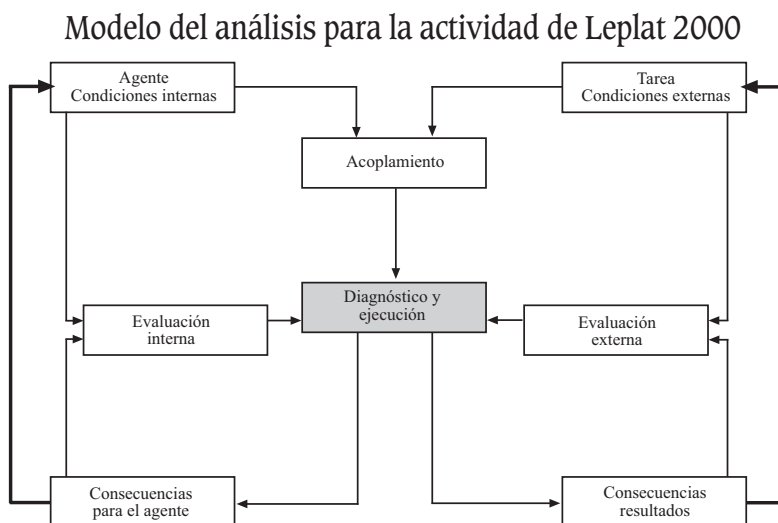 Modelo del análisis para la actividad de Leplat 2000
Agente
Condiciones internas
Tarea
Condiciones externas
Acoplamiento
Diagnóstico y
ejecución
Evaluación
interna
Evaluación
externa
Consecuencias
para el agente
Consecuencias
resultados